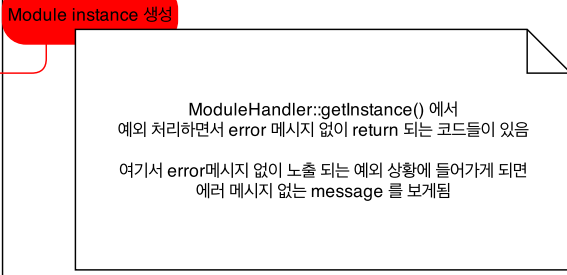 Module instance 생성
ModuleHandler::getInstance() 에서
예외 처리하면서 error 메시지 없이 return 되는 코드들이 있음
여기서 error메시지 없이 노출 되는 예외 상황에 들어가게 되면
에러 메시지 없는 message 를 보게됨